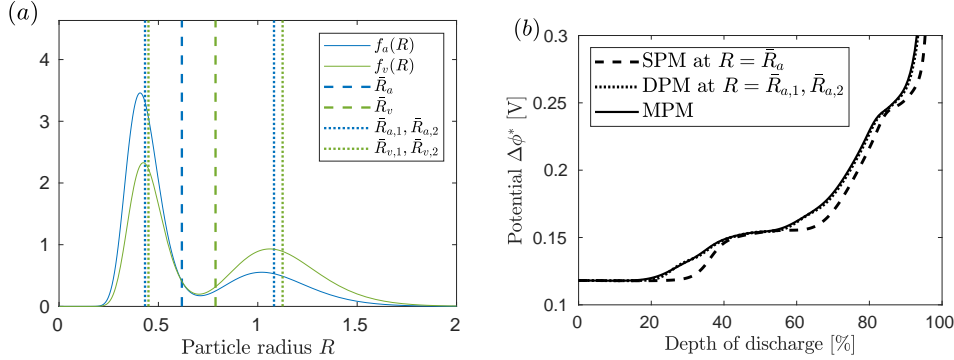 (a)
4
3
2
1
0
0
0.5
1
1.5
2
Particle radius R
f_a(R)
f_v(R)
R̄_a
R̄_v
R̄_{a,1}, R̄_{a,2}
R̄_{v,1}, R̄_{v,2}
(b)
Potential Δϕ* [V]
0.3
0.25
0.2
0.15
0.1
0
20
40
60
80
100
Depth of discharge [%]
SPM at R = R̄_a
DPM at R = R̄_{a,1}, R̄_{a,2}
MPM